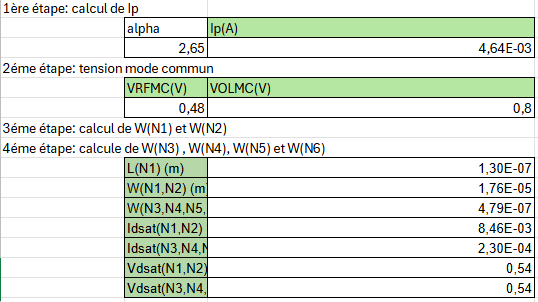 1ère étape: calcul de Ip
alpha Ip(A)
2,65 4,64E-03
2éme étape: tension mode commun
VRFMC(V) VOLMC(V)
0,48 0,8
3éme étape: calcul de W(N1) et W(N2)
4éme étape: calcule de W(N3) , W(N4), W(N5) et W(N6)
L(N1) (m) 1,30E-07
W(N1,N2) (m 1,76E-05
W(N3,N4,N5, 4,79E-07
Idsat(N1,N2) 8,46E-03
Idsat(N3,N4,N 2,30E-04
Vdsat(N1,N2) 0,54
Vdsat(N3,N4, 0,54